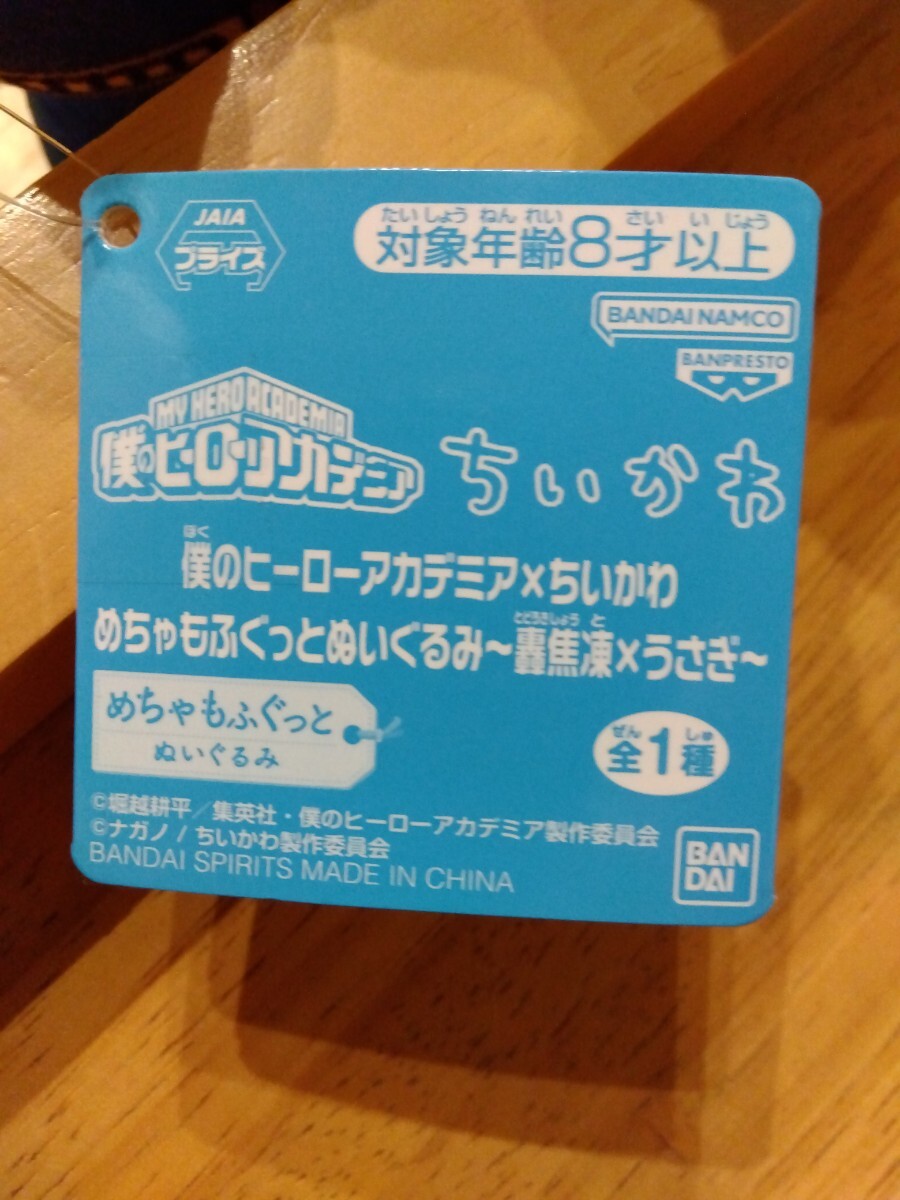 JAIA
プライズ
たいしょうねんれい さい いじょう
対象年齢8才以上
BANDAI NAMCO
BANPRESTO
MY HERO ACADEMIA
僕のヒーローアカデミア
ちいかわ
ぼく
僕のヒーローアカデミア×ちいかわ
とどろきしょう と
めちゃもふぐっとぬいぐるみ～轟焦凍×うさぎ～
めちゃもふぐっと
ぬいぐるみ
ぜん しゅ
全1種
©堀越耕平／集英社・僕のヒーローアカデミア製作委員会
©ナガノ / ちいかわ製作委員会
BANDAI SPIRITS MADE IN CHINA
BAN
DAI